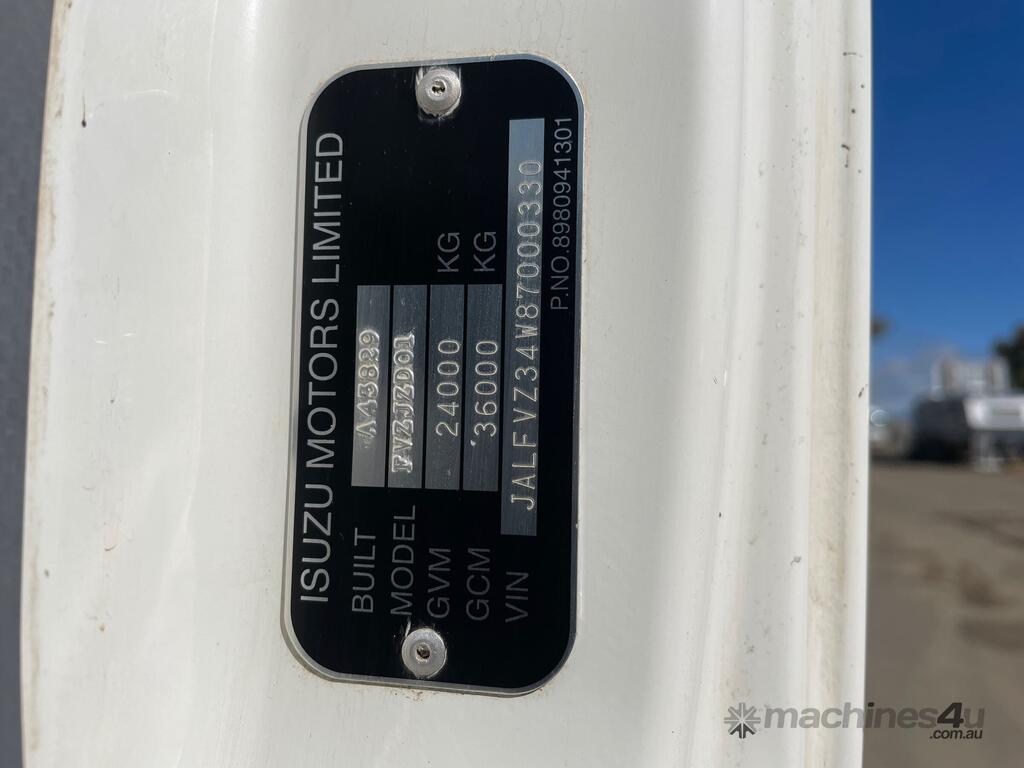 ISUZU MOTORS LIMITED
BUILT A43829
MODEL FVZJZD01
GVM 24000 KG
GCM 36000 KG
VIN JALFVZ34W87000330
P.NO.8980941301
machines4u
.com.au